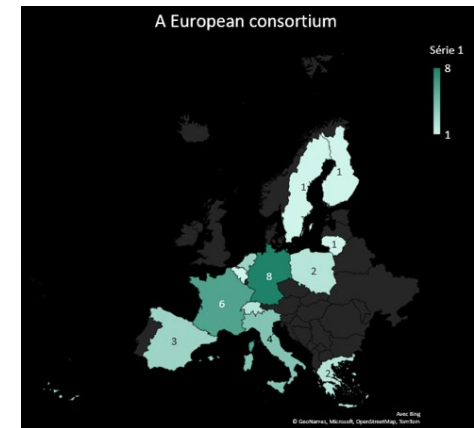 A European consortium
Série 1
8
1
1
1
1
2
8
6
4
3
2
Avec Bing
© GeoNames, Microsoft, OpenStreetMap, TomTom